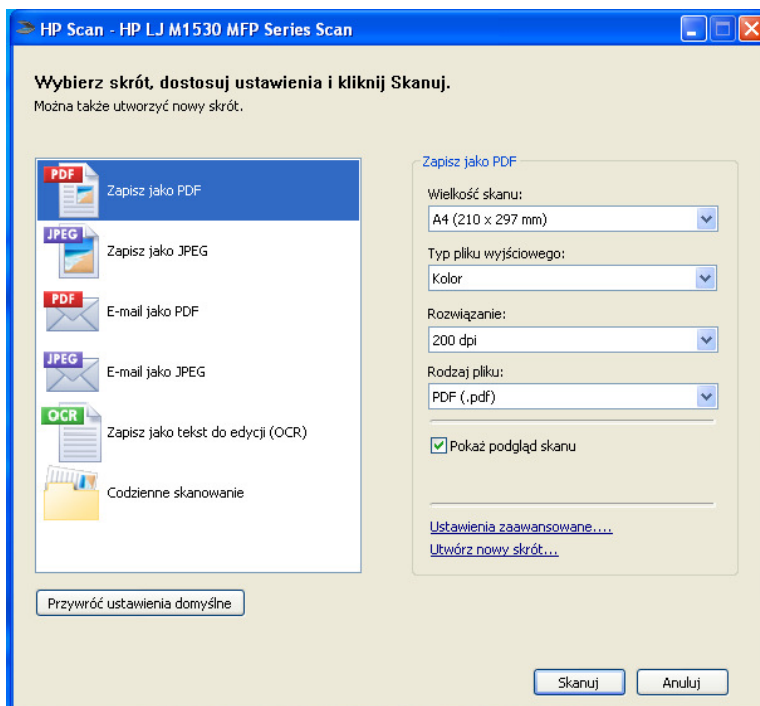 HP Scan - HP LJ M1530 MFP Series Scan
Wybierz skrót, dostosuj ustawienia i kliknij Skanuj.
Można także utworzyć nowy skrót.
PDF
Zapisz jako PDF
JPEG
Zapisz jako JPEG
PDF
E-mail jako PDF
JPEG
E-mail jako JPEG
OCR
Zapisz jako tekst do edycji (OCR)
Codzienne skanowanie
Przywróć ustawienia domyślne
Zapisz jako PDF
Wielkość skanu:
A4 (210 x 297 mm)
Typ pliku wyjściowego:
Kolor
Rozwiązanie:
200 dpi
Rodzaj pliku:
PDF (.pdf)
Pokaż podgląd skanu
Ustawienia zaawansowane....
Utwórz nowy skrót...
Skanuj
Anuluj